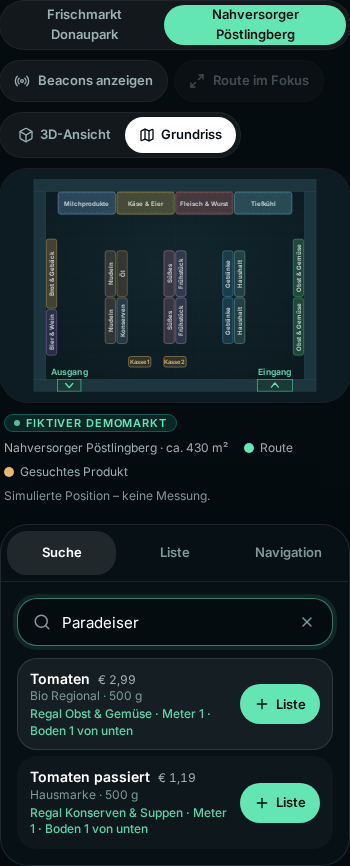 Frischmarkt
Donaupark
Nahversorger
Pöstlingberg
Beacons anzeigen
Route im Fokus
3D-Ansicht
Grundriss
Milchprodukte
Käse & Eier
Fleisch & Wurst
Tiefkühl
Brot & Gebäck
Bier & Wein
Nudeln
Öl
Nudeln
Konserven
Süßes
Frühstück
Süßes
Frühstück
Getränke
Haushalt
Getränke
Haushalt
Obst & Gemüse
Obst & Gemüse
Kasse1
Kasse2
Ausgang
Eingang
FIKTIVER DEMOMARKT
Nahversorger Pöstlingberg · ca. 430 m²
Route
Gesuchtes Produkt
Simulierte Position – keine Messung.
Suche
Liste
Navigation
Paradeiser
Tomaten € 2,99
Bio Regional · 500 g
Regal Obst & Gemüse · Meter 1 ·
Boden 1 von unten
Liste
Tomaten passiert € 1,19
Hausmarke · 500 g
Regal Konserven & Suppen · Meter
1 · Boden 1 von unten
Liste